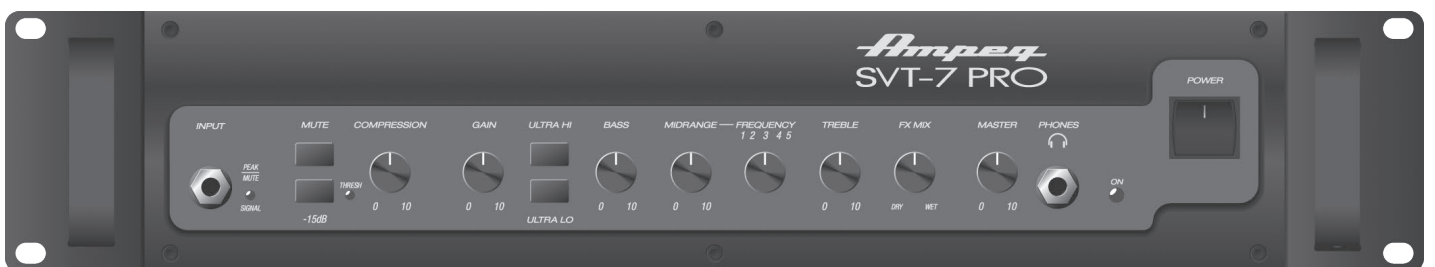 Ampeg
SVT-7 PRO
POWER
INPUT
MUTE
COMPRESSION
GAIN
ULTRA HI
BASS
MIDRANGE
FREQUENCY
TREBLE
FX MIX
MASTER
PHONES
1 2 3 4 5
PEAK
MUTE
SIGNAL
THRESH
ON
0 10
0 10
0 10
0 10
0 10
DRY WET
0 10
-15dB
ULTRA LO